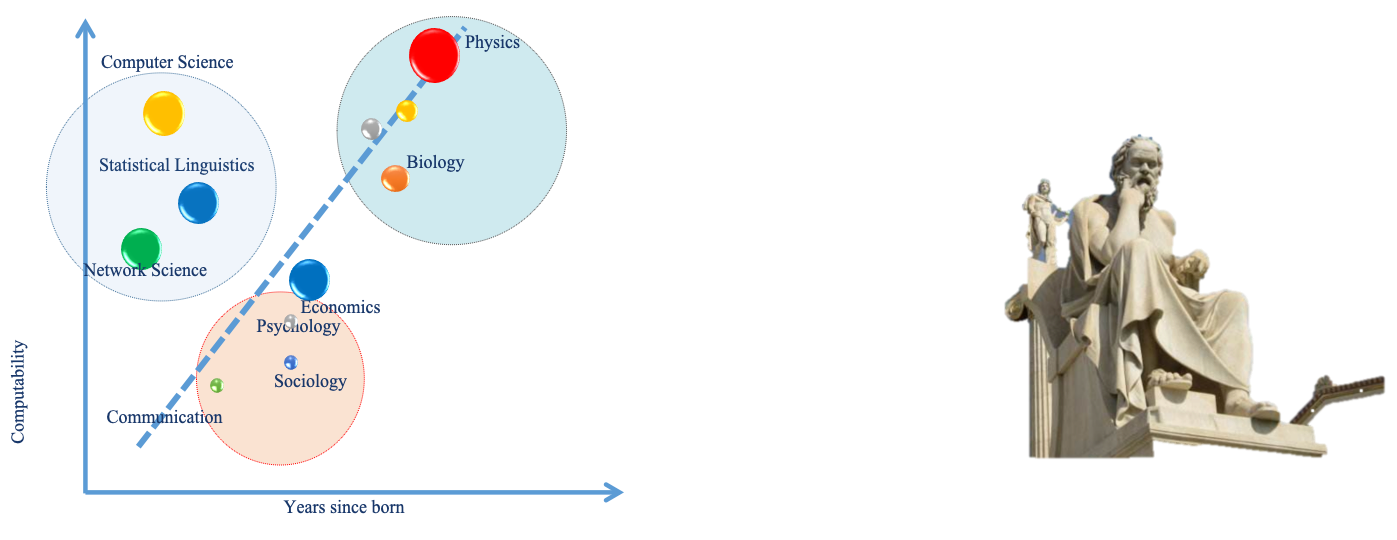 Physics
Computer Science
Biology
Statistical Linguistics
Network Science
Economics
Psychology
Sociology
Communication
Computability
Years since born